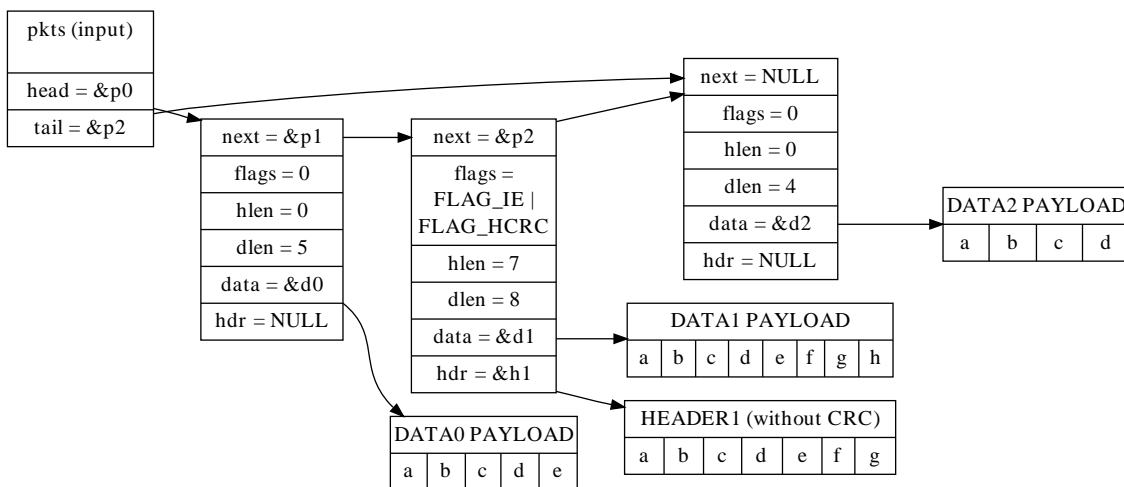 pkts (input)
head = &p0
tail = &p2
next = &p1
flags = 0
hlen = 0
dlen = 5
data = &d0
hdr = NULL
next = &p2
flags =
FLAG_IE |
FLAG_HCRC
hlen = 7
dlen = 8
data = &d1
hdr = &h1
next = NULL
flags = 0
hlen = 0
dlen = 4
data = &d2
hdr = NULL
DATA2 PAYLOAD
a b c d
DATA1 PAYLOAD
a b c d e f g h
HEADER1 (without CRC)
a b c d e f g
DATA0 PAYLOAD
a b c d e